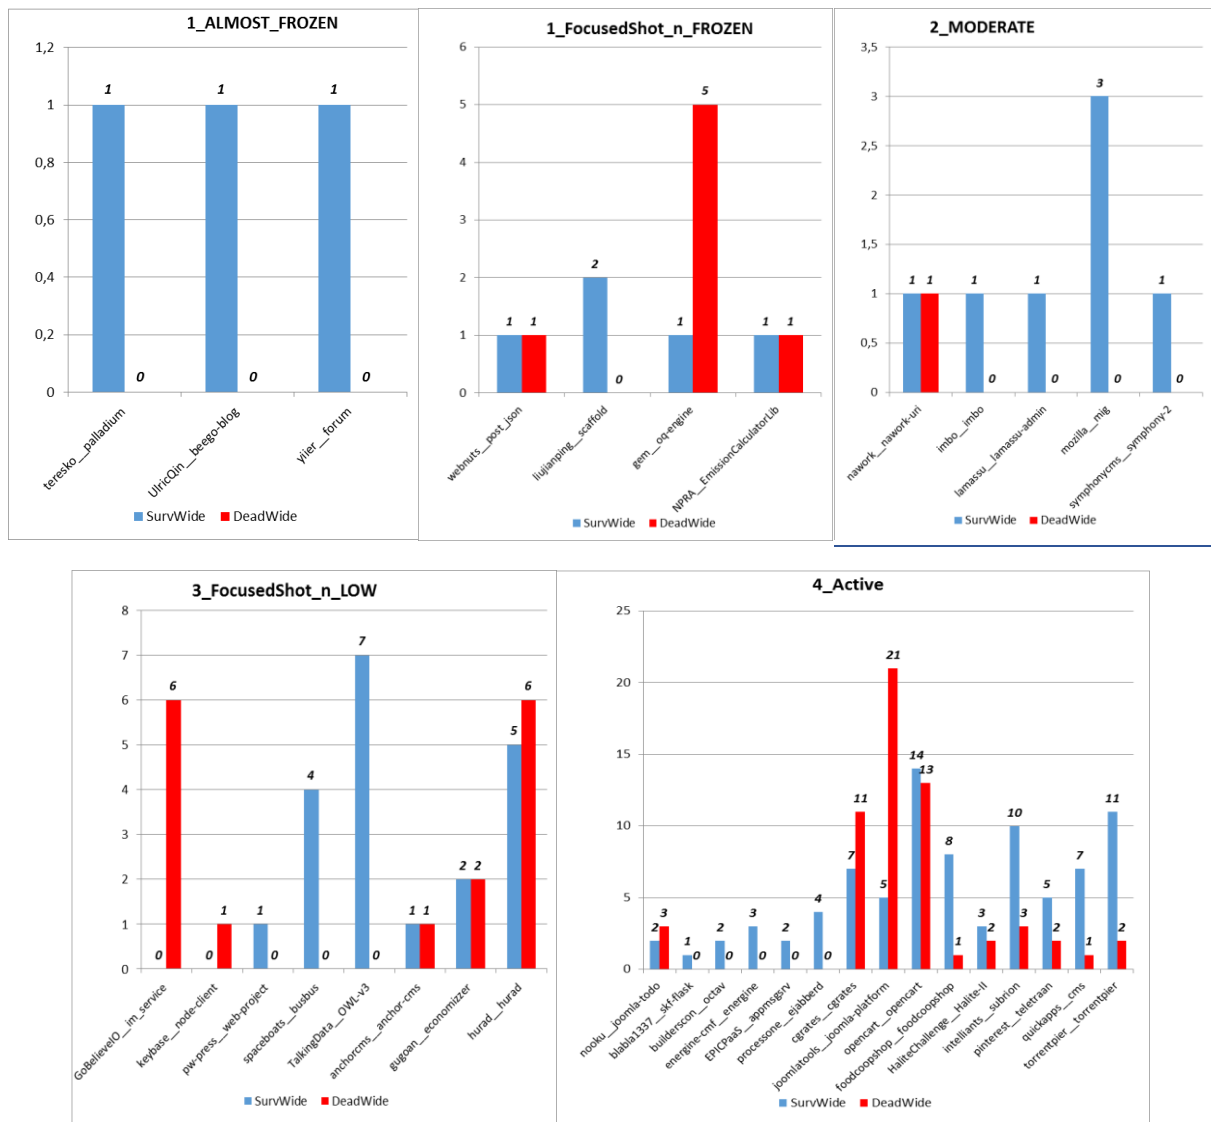 1_ALMOST_FROZEN
1,2
1
0,8
0,6
0,4
0,2
0
1
0
1
0
1
0
teresko__palladium
UlricQin__beego-blog
yiier__forum
SurvWide
DeadWide
1_FocusedShot_n_FROZEN
6
5
4
3
2
1
0
1
1
2
0
1
5
1
1
webnuts__post_json
liujianping__scaffold
gem__oq-engine
NPRA__EmissionCalculatorLib
SurvWide
DeadWide
2_MODERATE
3,5
3
2,5
2
1,5
1
0,5
0
1
1
1
0
1
0
3
0
1
0
nawork__nawork-uri
imbo__imbo
lamassu__lamassu-admin
mozilla__mig
symphonycms__symphony-2
SurvWide
DeadWide
3_FocusedShot_n_LOW
8
7
6
5
4
3
2
1
0
0
6
0
1
1
0
4
0
7
0
1
1
2
2
5
6
GoBelieveIO__im_service
keybase__node-client
pw-press__web-project
spaceboats__busbus
TalkingData__OWL-v3
anchorcms__anchor-cms
gugoan__economizzer
hurad__hurad
SurvWide
DeadWide
4_Active
25
20
15
10
5
0
2
3
1
0
2
0
3
0
2
0
4
0
7
11
5
21
14
13
8
1
3
2
10
3
5
2
7
1
11
2
nooku__joomla-todo
blabla1337__skf-flask
builderscon__octav
energine-cmf__energine
EPICPaaS__appmsgsrv
processone__ejabberd
cgrates__cgrates
joomlatools__joomla-platform
opencart__opencart
foodcoopshop__foodcoopshop
HaliteChallenge__Halite-II
intelliants__subrion
pinterest__teletraan
quickapps__cms
torrentpier__torrentpier
SurvWide
DeadWide